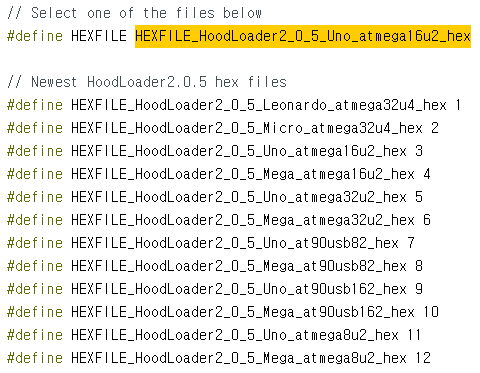 // Select one of the files below
#define HEXFILE HEXFILE_HoodLoader2_0_5_Uno_atmega16u2_hex
// Newest HoodLoader2.0.5 hex files
#define HEXFILE_HoodLoader2_0_5_Leonardo_atmega32u4_hex 1
#define HEXFILE_HoodLoader2_0_5_Micro_atmega32u4_hex 2
#define HEXFILE_HoodLoader2_0_5_Uno_atmega16u2_hex 3
#define HEXFILE_HoodLoader2_0_5_Mega_atmega16u2_hex 4
#define HEXFILE_HoodLoader2_0_5_Uno_atmega32u2_hex 5
#define HEXFILE_HoodLoader2_0_5_Mega_atmega32u2_hex 6
#define HEXFILE_HoodLoader2_0_5_Uno_at90usb82_hex 7
#define HEXFILE_HoodLoader2_0_5_Mega_at90usb82_hex 8
#define HEXFILE_HoodLoader2_0_5_Uno_at90usb162_hex 9
#define HEXFILE_HoodLoader2_0_5_Mega_at90usb162_hex 10
#define HEXFILE_HoodLoader2_0_5_Uno_atmega8u2_hex 11
#define HEXFILE_HoodLoader2_0_5_Mega_atmega8u2_hex 12